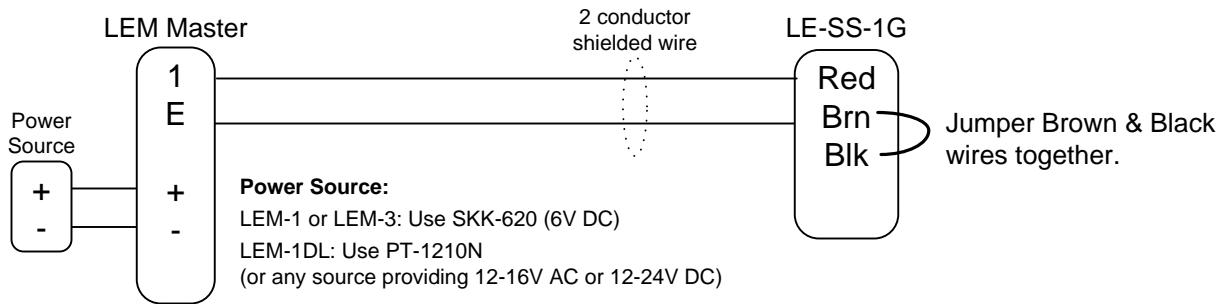 LEM Master
2 conductor
shielded wire
LE-SS-1G
1
E
+
-
Power
Source
+
-
Red
Brn
Blk
Jumper Brown & Black
wires together.
Power Source:
LEM-1 or LEM-3: Use SKK-620 (6V DC)
LEM-1DL: Use PT-1210N
(or any source providing 12-16V AC or 12-24V DC)